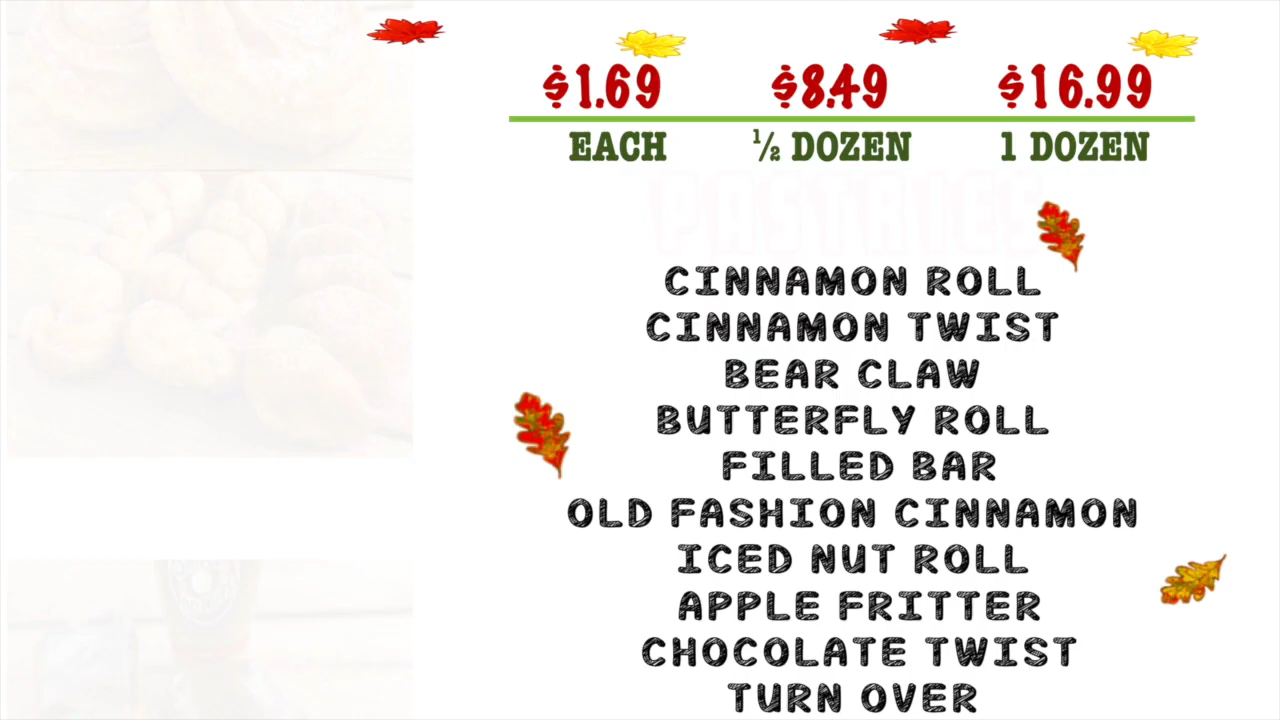 $1.69 $8.49 $16.99
EACH ½ DOZEN 1 DOZEN
PASTRIES
CINNAMON ROLL
CINNAMON TWIST
BEAR CLAW
BUTTERFLY ROLL
FILLED BAR
OLD FASHION CINNAMON
ICED NUT ROLL
APPLE FRITTER
CHOCOLATE TWIST
TURN OVER